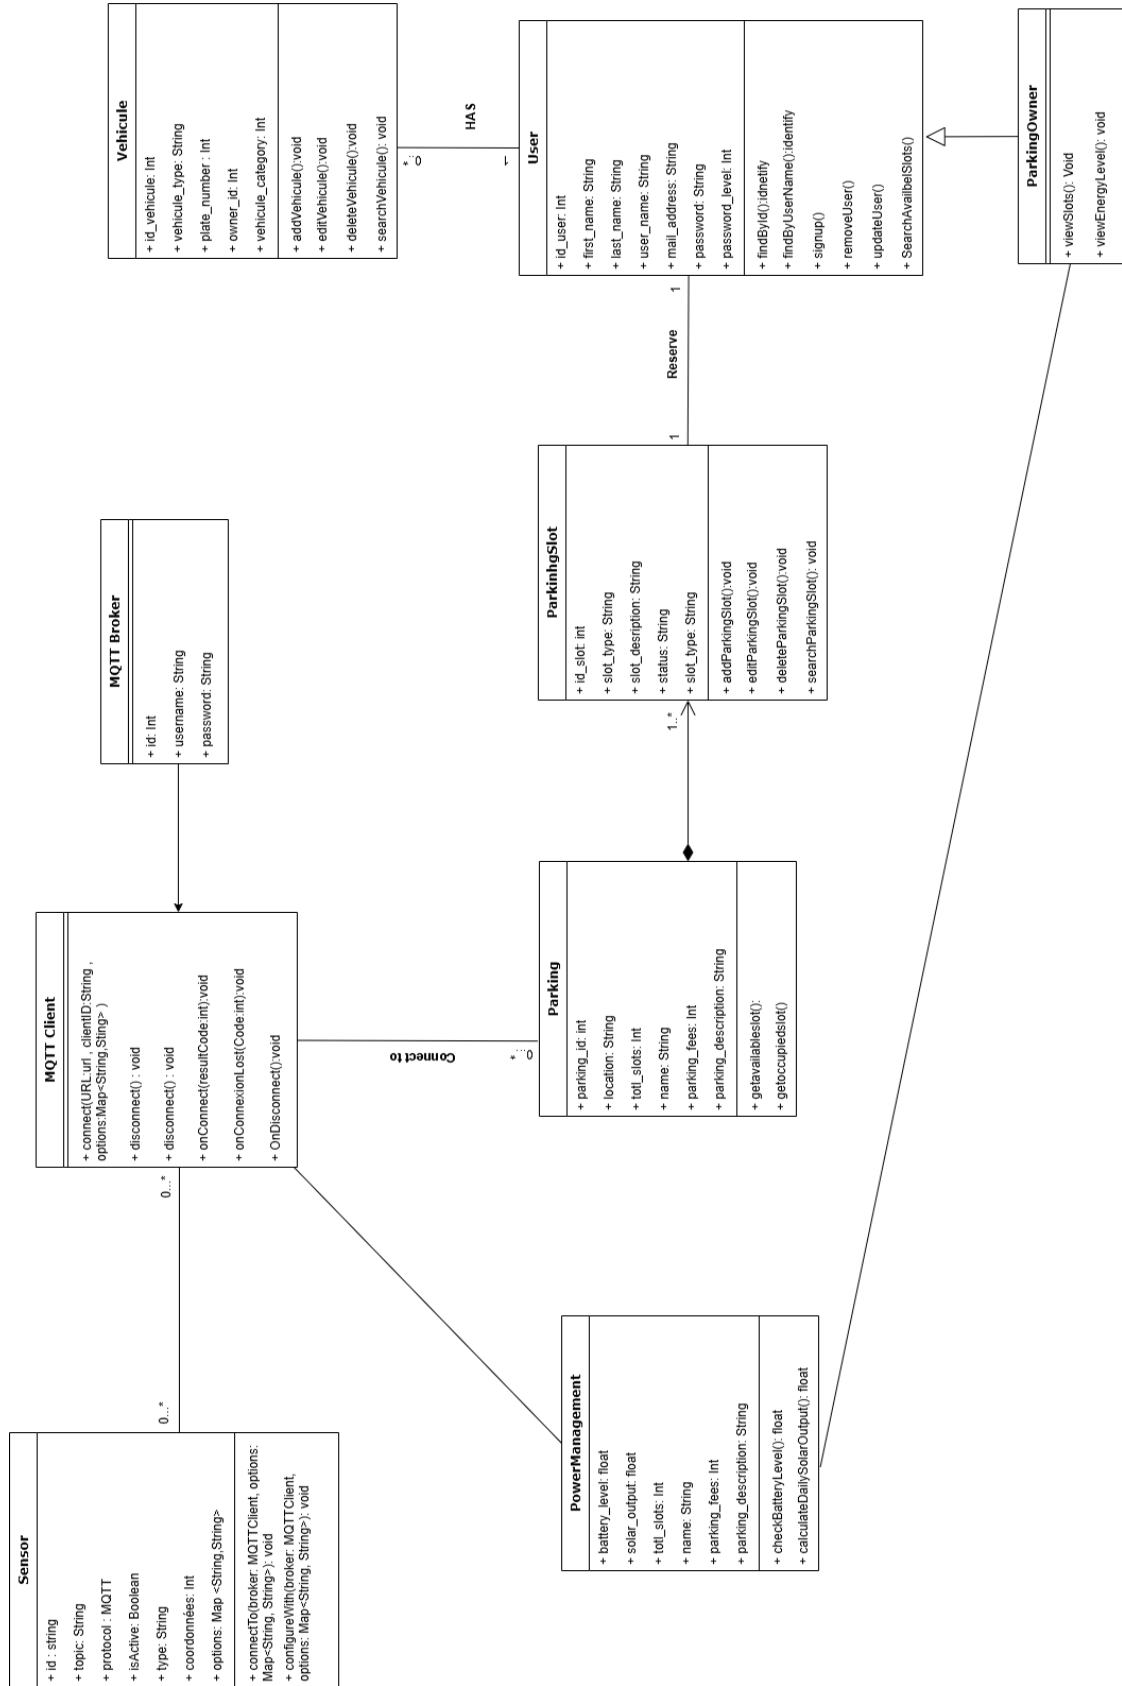 Sensor
+ id : string
+ topic: String
+ protocol : MQTT
+ isActive: Boolean
+ type: String
+ coordonnées: Int
+ options: Map <String,String>
+ connectTo(broker: MQTTClient, options:
Map<String, String>): void
+ configureWith(broker: MQTTClient,
options: Map<String, String>): void
0...*
0...*
MQTT Client
+ connect(URL:url , clientID:String ,
options:Map<String,Sting> )
+ disconnect() : void
+ disconnect() : void
+ onConnect(resultCode:int):void
+ onConnexionLost(Code:int):void
+ OnDisconnect():void
MQTT Broker
+ id: Int
+ username: String
+ password: String
Vehicule
+ id_vehicule: Int
+ vehicule_type: String
+ plate_number : Int
+ owner_id: Int
+ vehicule_category: Int
+ addVehicule():void
+ editVehicule():void
+ deleteVehicule():void
+ searchVehicule(): void
0...*
HAS
1
Connect to
0...*
PowerManagement
+ battery_level: float
+ solar_output: float
+ totl_slots: Int
+ name: String
+ parking_fees: Int
+ parking_description: String
+ checkBatteryLevel(): float
+ calculateDailySolarOutput(): float
Parking
+ parking_id: int
+ location: String
+ totl_slots: Int
+ name: String
+ parking_fees: Int
+ parking_description: String
+ getavailableslot():
+ getoccupiedslot()
1..*
ParkinhgSlot
+ id_slot: int
+ slot_type: String
+ slot_desription: String
+ status: String
+ slot_type: String
+ addParkingSlot():void
+ editParkingSlot():void
+ deleteParkingSlot():void
+ searchParkingSlot(): void
1
Reserve
1
User
+ id_user: Int
+ first_name: String
+ last_name: String
+ user_name: String
+ mail_address: String
+ password: String
+ password_level: Int
+ findById():idnetify
+ findByUserName():identify
+ signup()
+ removeUser()
+ updateUser()
+ SearchAvailbelSlots()
ParkingOwner
+ viewSlots(): Void
+ viewEnergyLevel(): void